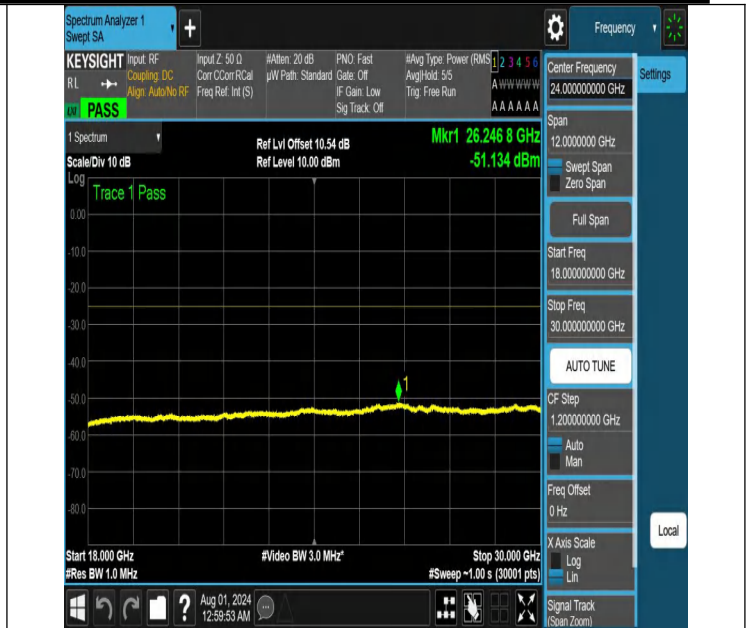 Spectrum Analyzer 1
Swept SA
+
Frequency
KEYSIGHT
RL
PASS
Input: RF
Coupling: DC
Align: Auto/No RF
Input Z: 50 Ω
Corr CCorr RCal
Freq Ref: Int (S)
#Atten: 20 dB
µW Path: Standard
PNO: Fast
Gate: Off
IF Gain: Low
Sig Track: Off
#Avg Type: Power (RMS
Avg|Hold: 5/5
Trig: Free Run
1 2 3 4 5 6
A W W W W W
A A A A A A
1 Spectrum
Scale/Div 10 dB
Ref Lvl Offset 10.54 dB
Ref Level 10.00 dBm
Mkr1 26.246 8 GHz
-51.134 dBm
Log
Trace 1 Pass
0.00
-10.0
-20.0
-30.0
-40.0
-50.0
-60.0
-70.0
-80.0
1
Start 18.000 GHz
#Res BW 1.0 MHz
#Video BW 3.0 MHz*
Stop 30.000 GHz
#Sweep ~1.00 s (30001 pts)
?
Aug 01, 2024
12:59:53 AM
Center Frequency
24.000000000 GHz
Settings
Span
12.0000000 GHz
Swept Span
Zero Span
Full Span
Start Freq
18.000000000 GHz
Stop Freq
30.000000000 GHz
AUTO TUNE
CF Step
1.200000000 GHz
Auto
Man
Freq Offset
0 Hz
X Axis Scale
Log
Lin
Local
Signal Track
(Span Zoom)